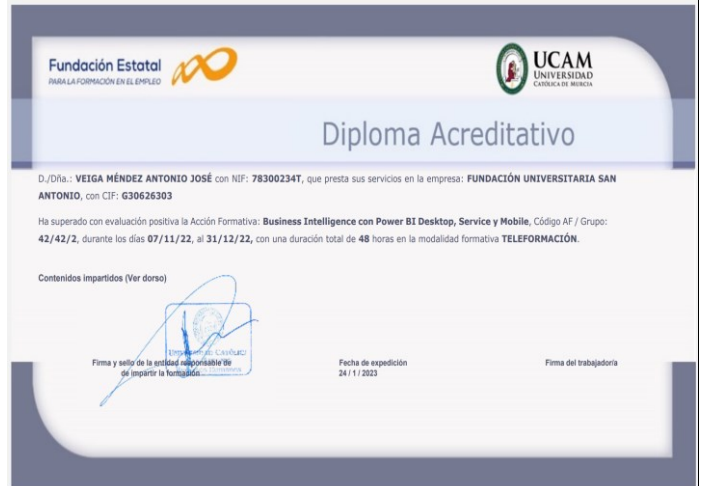 Fundación Estatal
PARA LA FORMACIÓN EN EL EMPLEO
UCAM
UNIVERSIDAD
CATÓLICA DE MURCIA
Diploma Acreditativo
D./Dña.: VEIGA MÉNDEZ ANTONIO JOSÉ con NIF: 78300234T, que presta sus servicios en la empresa: FUNDACIÓN UNIVERSITARIA SAN
ANTONIO, con CIF: G30626303
Ha superado con evaluación positiva la Acción Formativa: Business Intelligence con Power BI Desktop, Service y Mobile, Código AF / Grupo:
42/42/2, durante los días 07/11/22, al 31/12/22, con una duración total de 48 horas en la modalidad formativa TELEFORMACIÓN.
Contenidos impartidos (Ver dorso)
Firma y sello de la entidad responsable de
de impartir la formación
Fecha de expedición
24 / 1 / 2023
Firma del trabajador/a